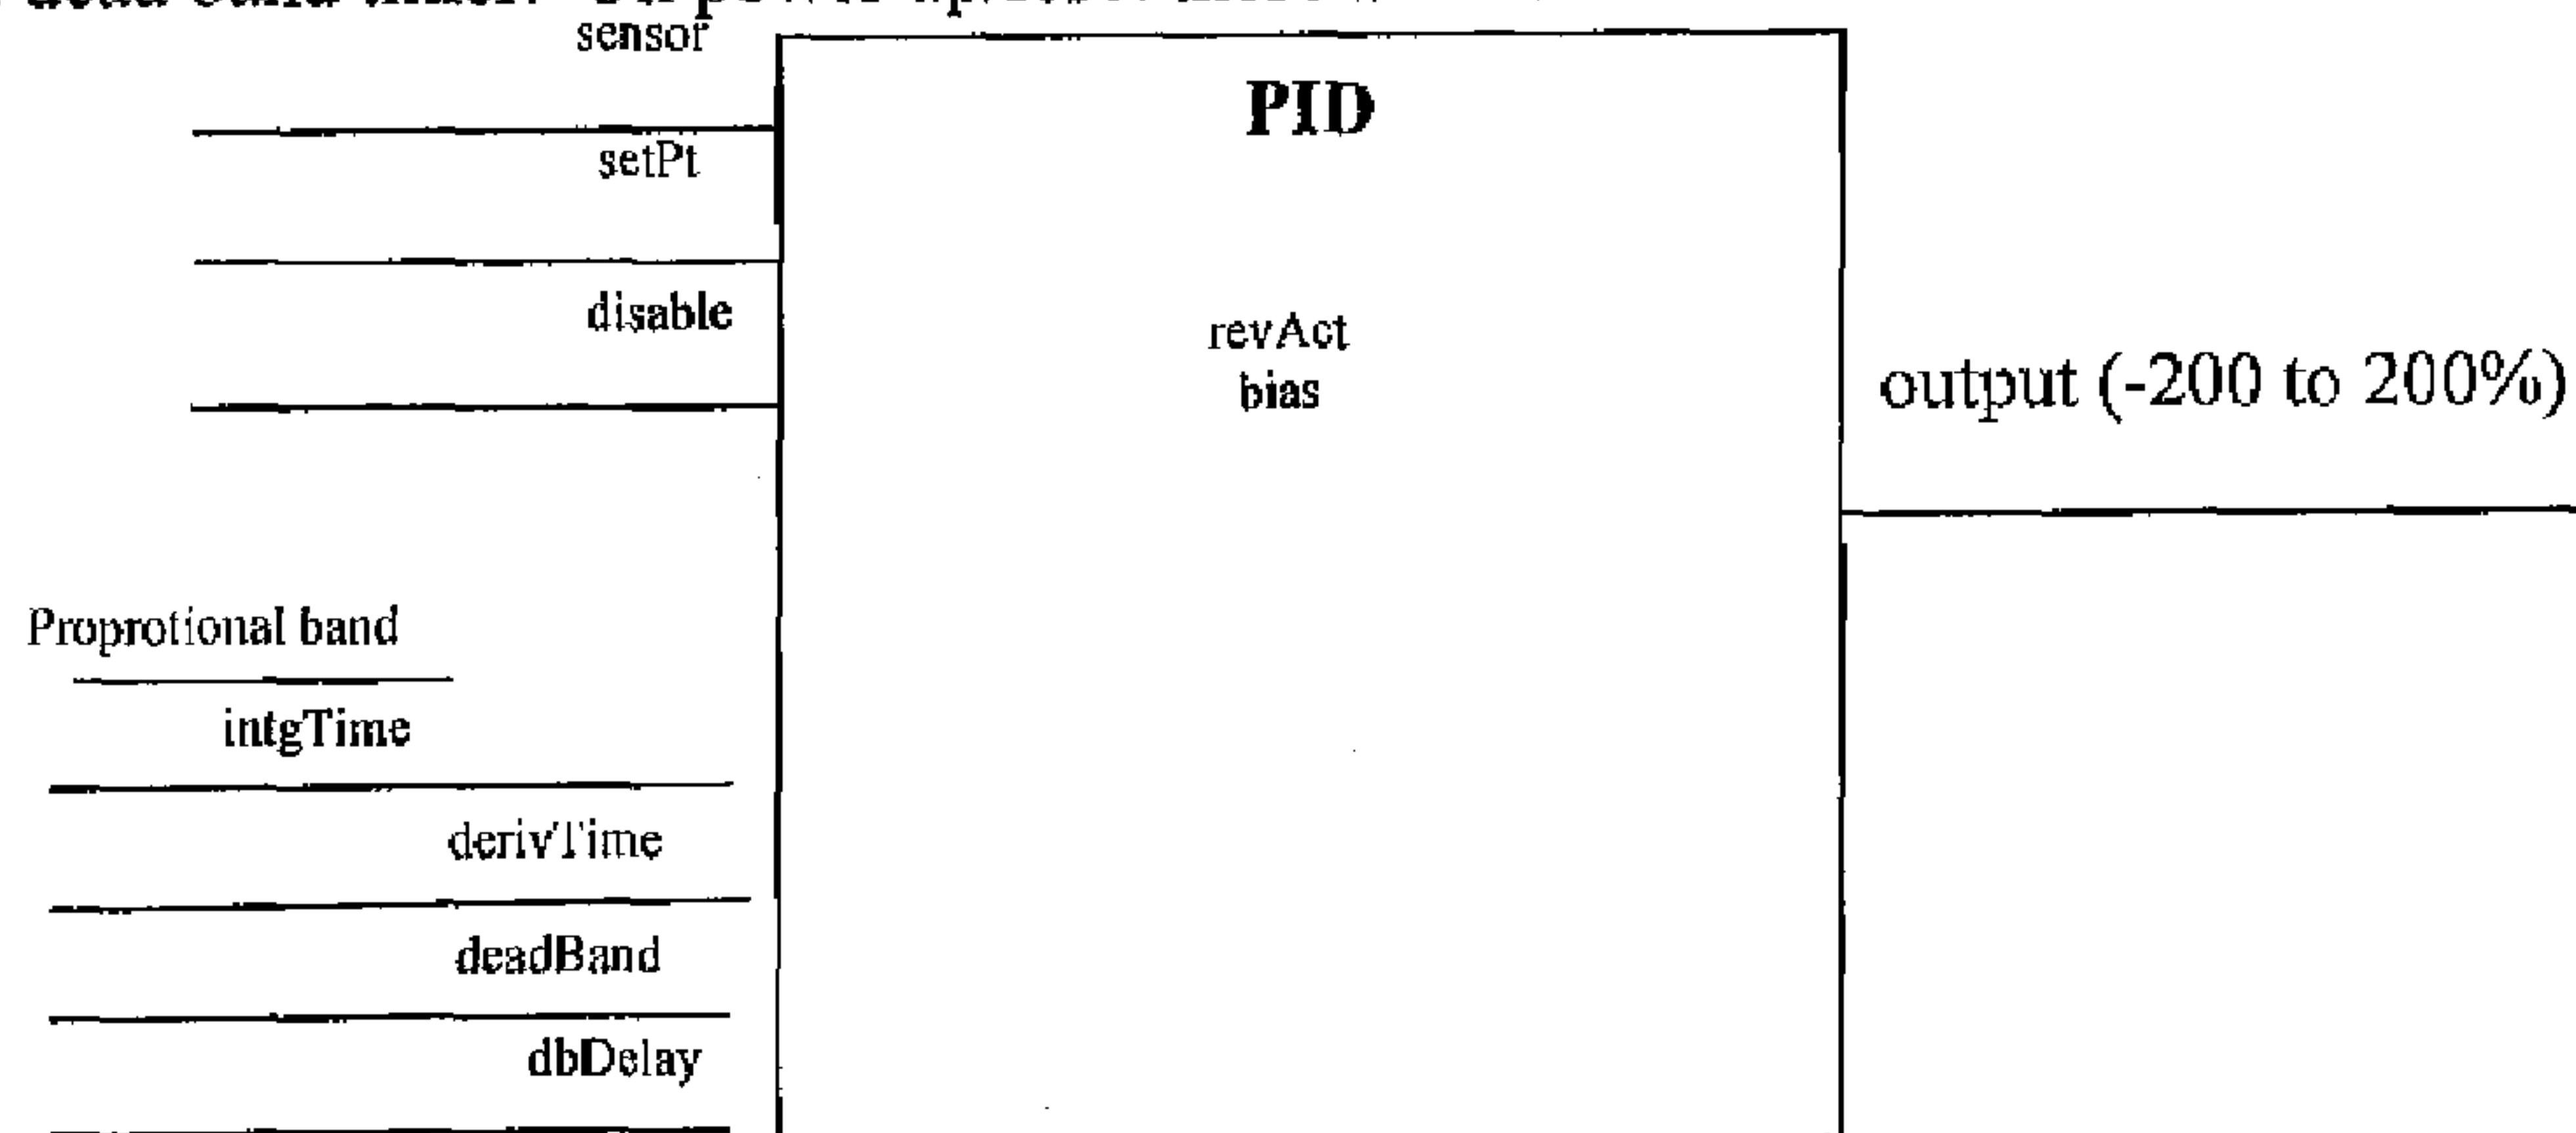 sensor
PID
setPt
disable
revAct
bias
output (-200 to 200%)
Proprotional band
intgTime
derivTime
deadBand
dbDelay